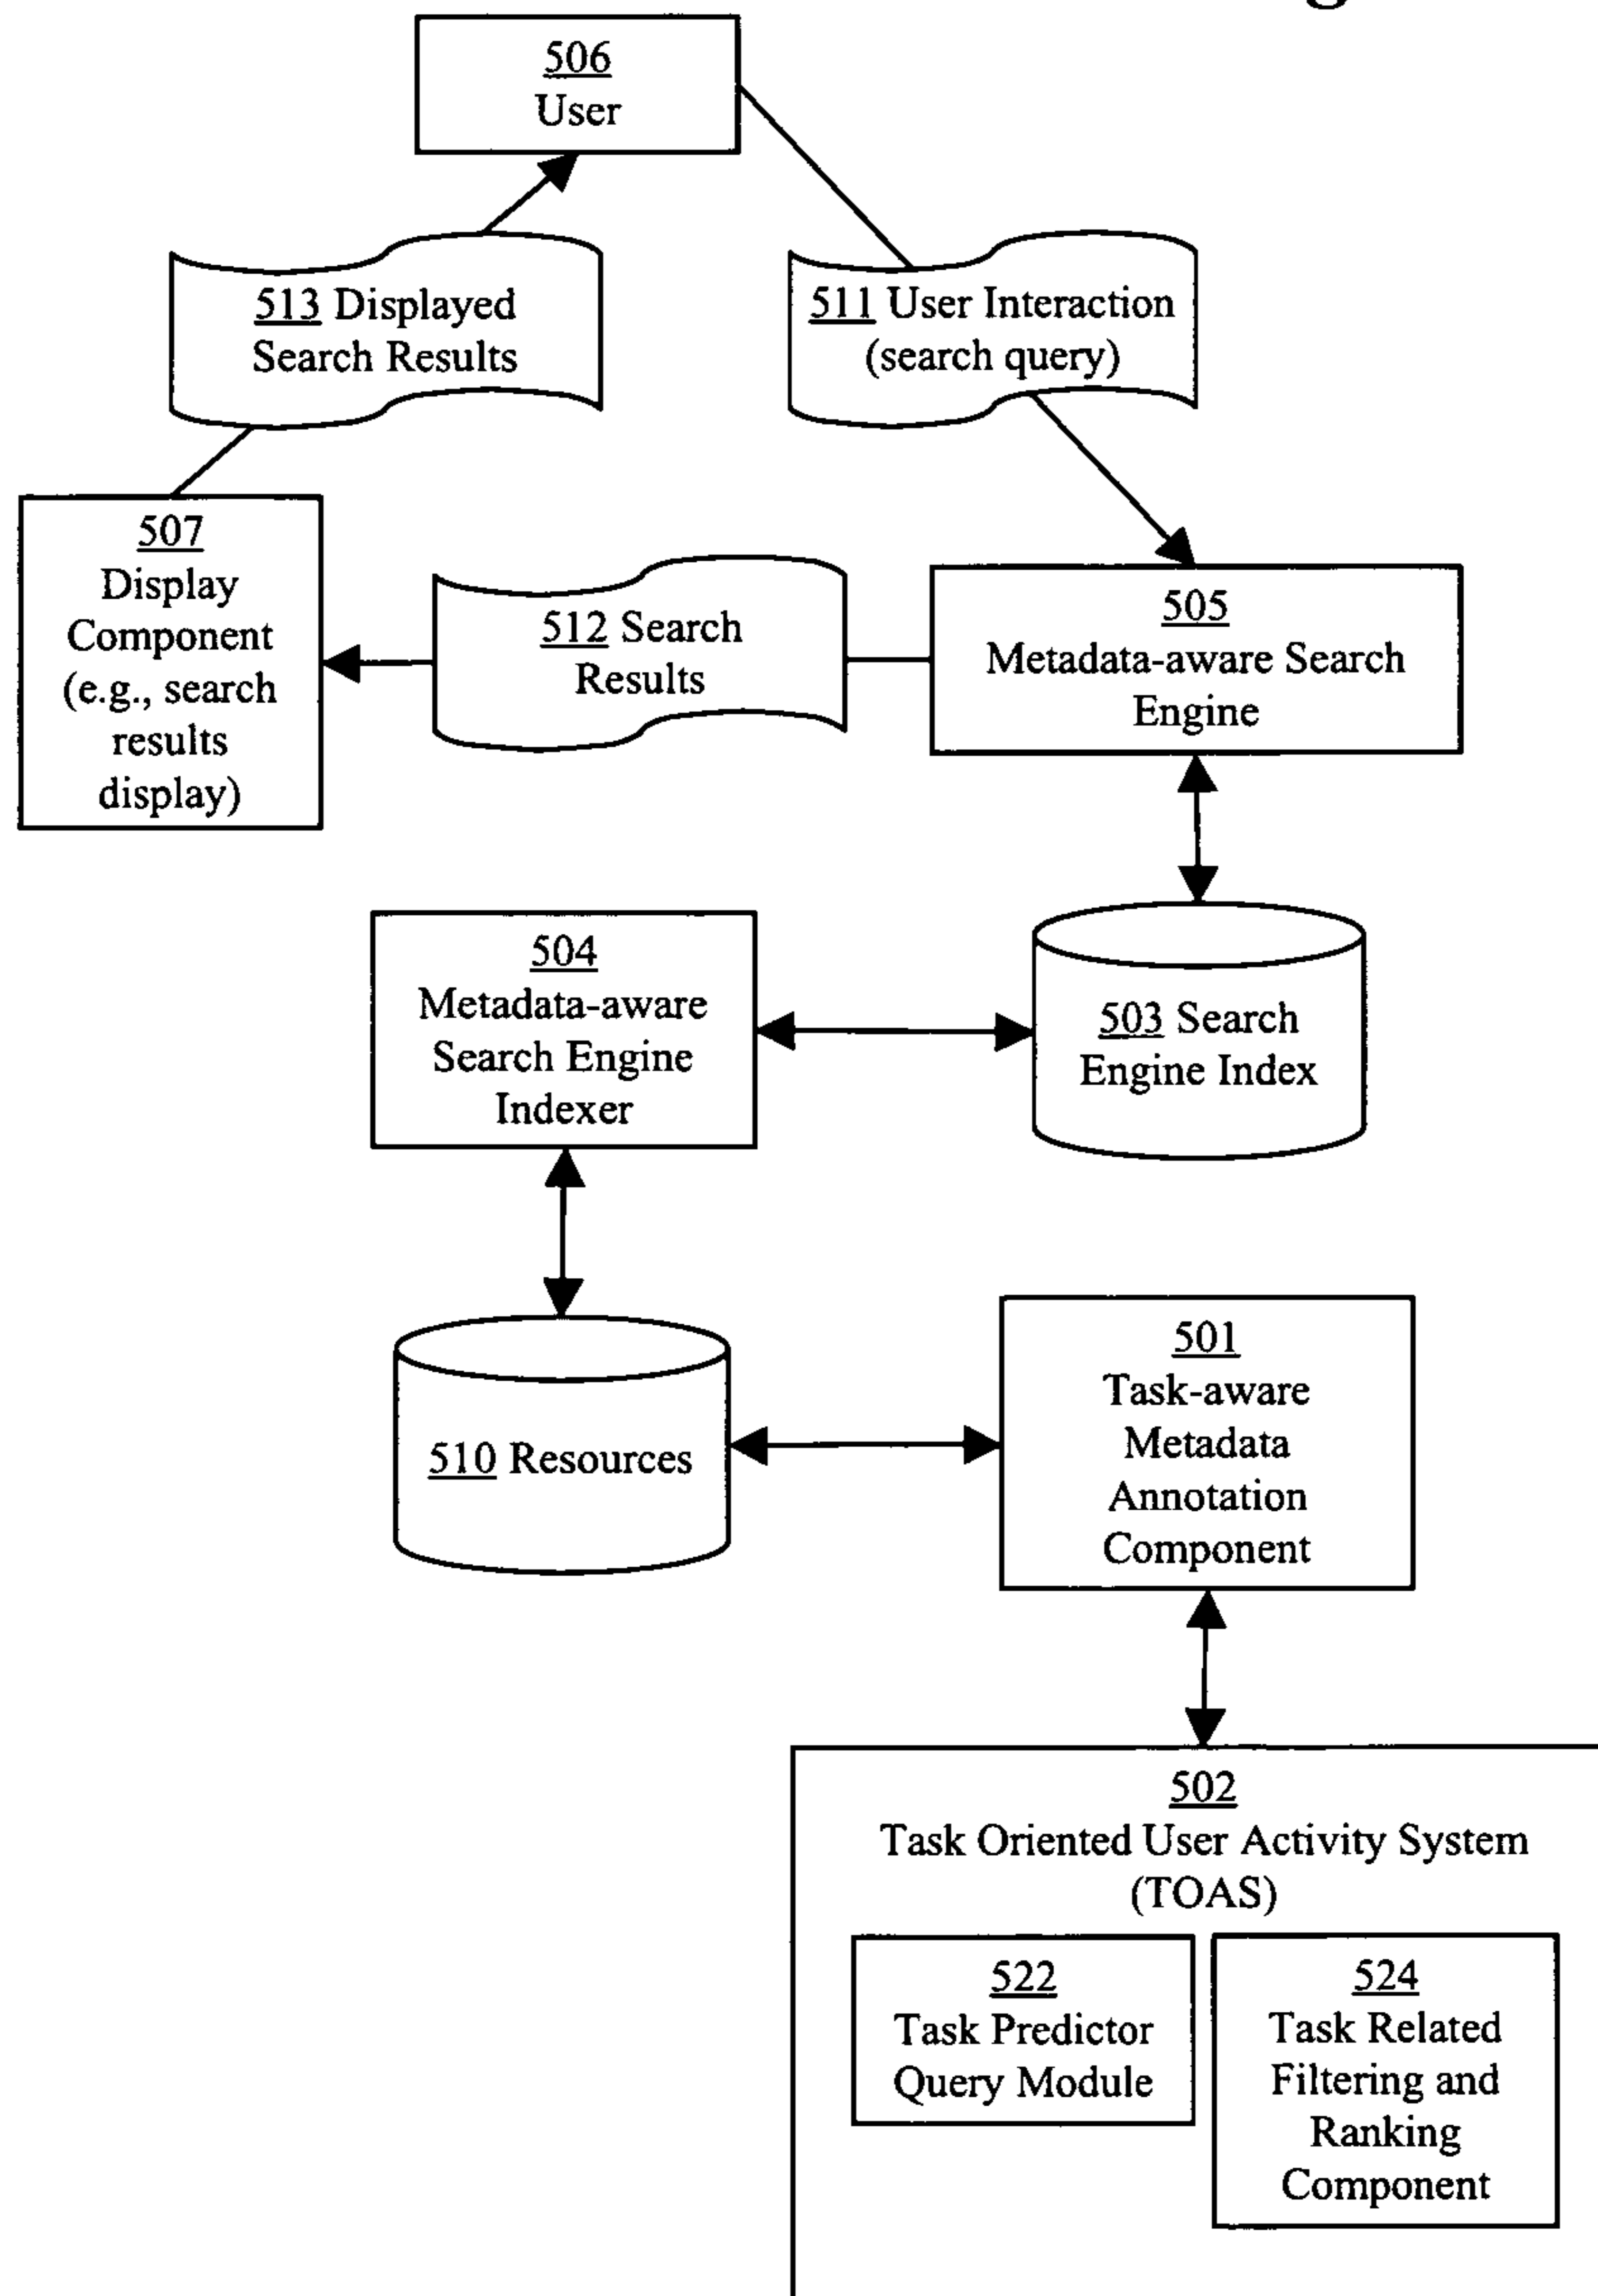 506
User
513 Displayed
Search Results
511 User Interaction
(search query)
507
Display
Component
(e.g., search
results
display)
512 Search
Results
505
Metadata-aware Search
Engine
504
Metadata-aware
Search Engine
Indexer
503 Search
Engine Index
510 Resources
501
Task-aware
Metadata
Annotation
Component
502
Task Oriented User Activity System
(TOAS)
522
Task Predictor
Query Module
524
Task Related
Filtering and
Ranking
Component